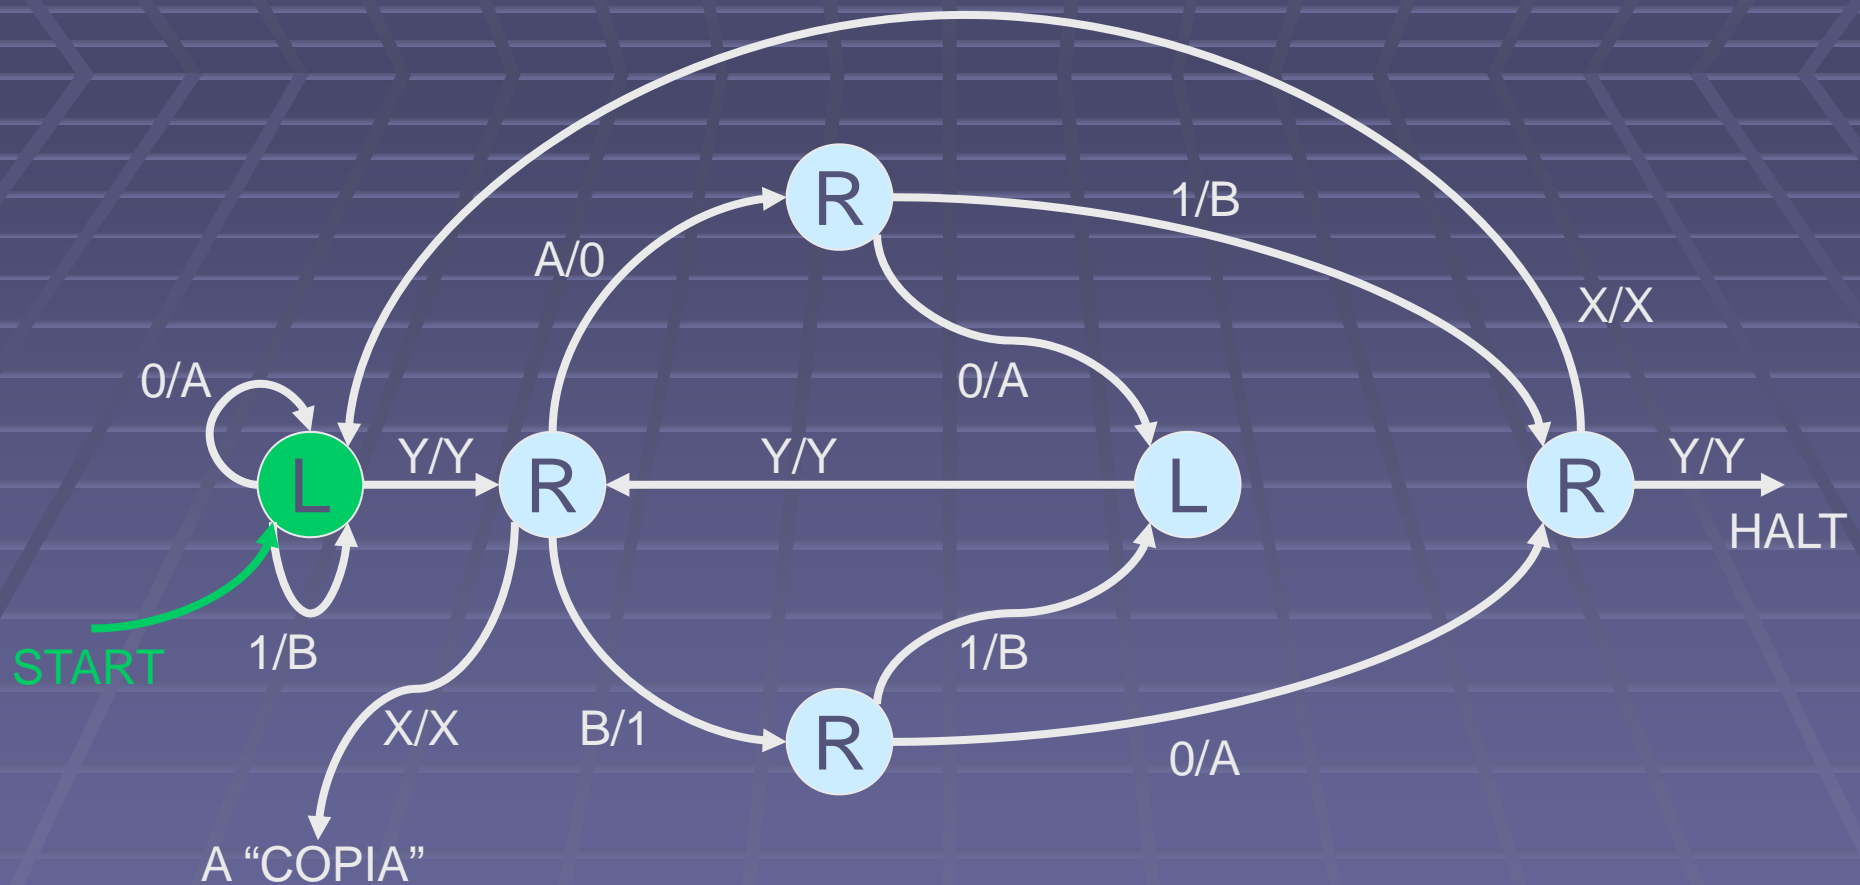 R
1/B
A/0
X/X
0/A
0/A
Y/Y
Y/Y
Y/Y
L
R
L
R
HALT
START
1/B
1/B
X/X
B/1
R
0/A
A “COPIA”